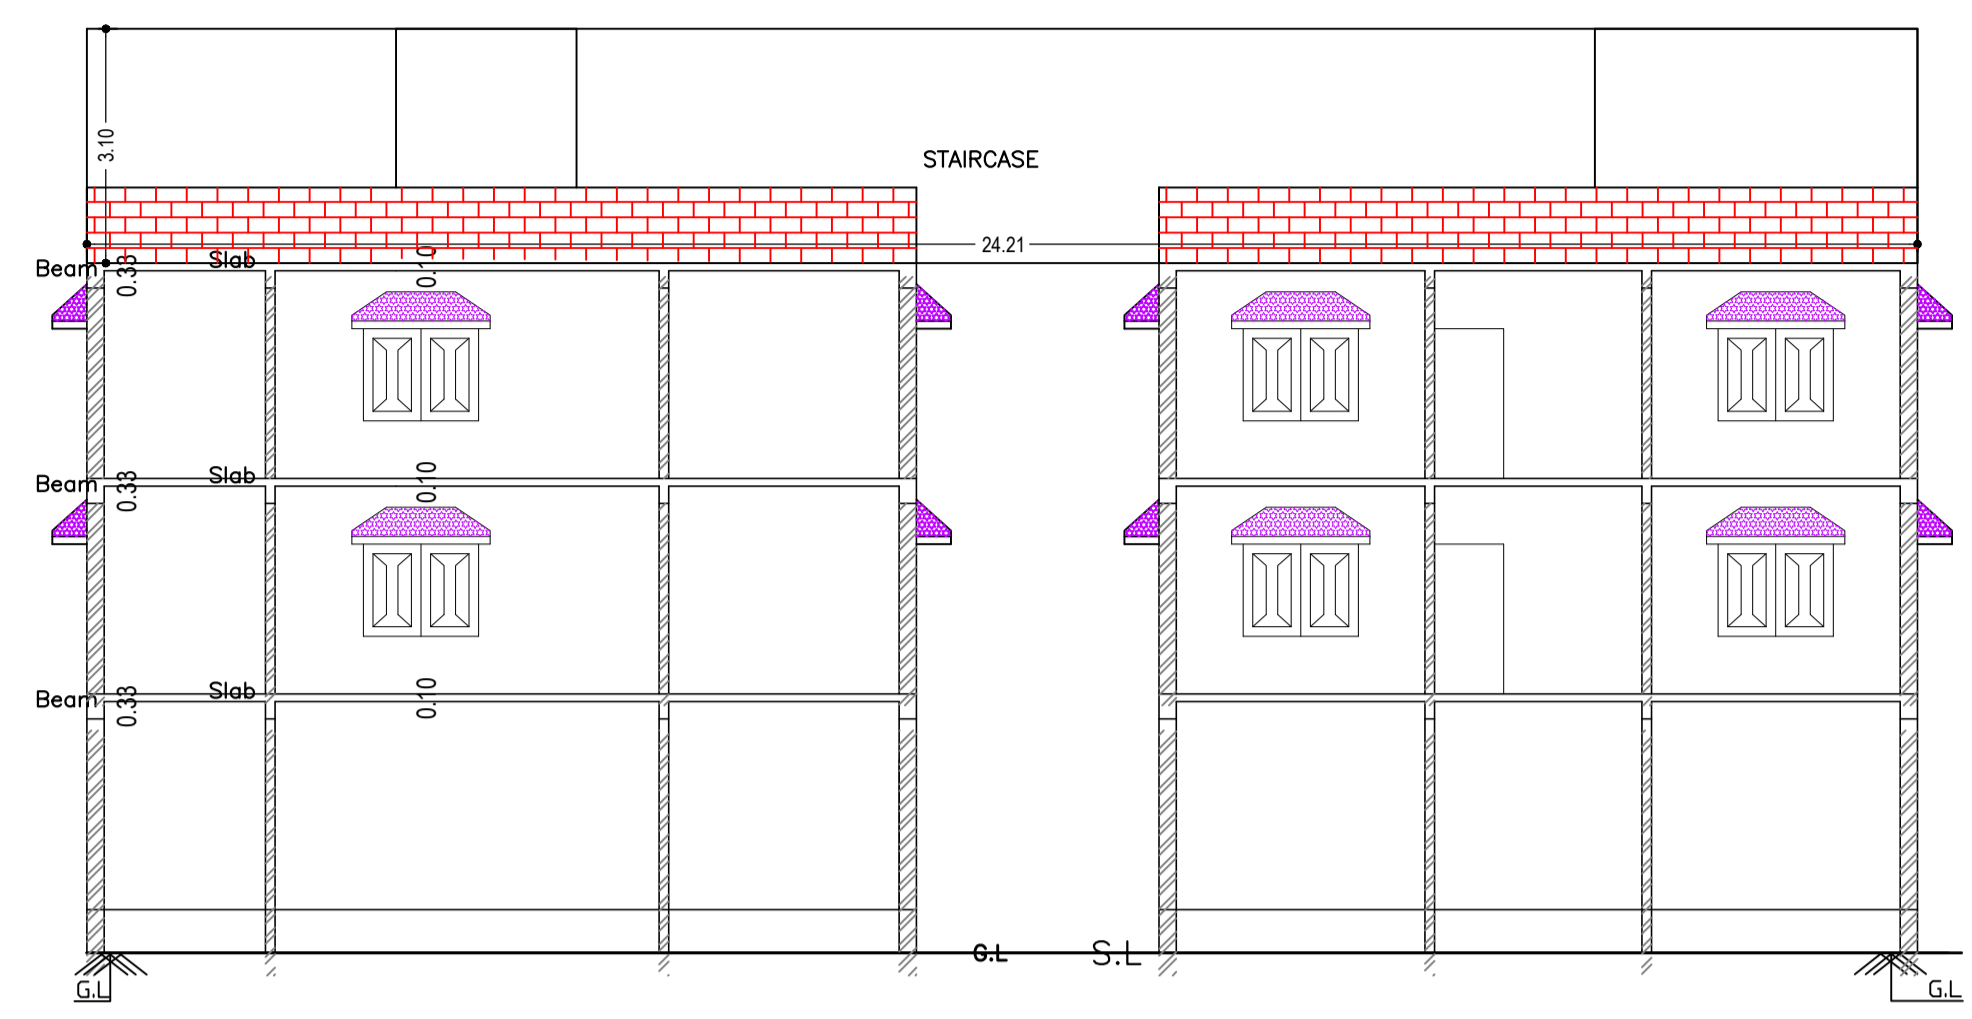 3.10
STAIRCASE
24.21
Beam
0.33
Slab
0.10
Beam
0.33
Slab
0.10
Beam
0.33
Slab
0.10
G.L
S.L
G.L
G.L